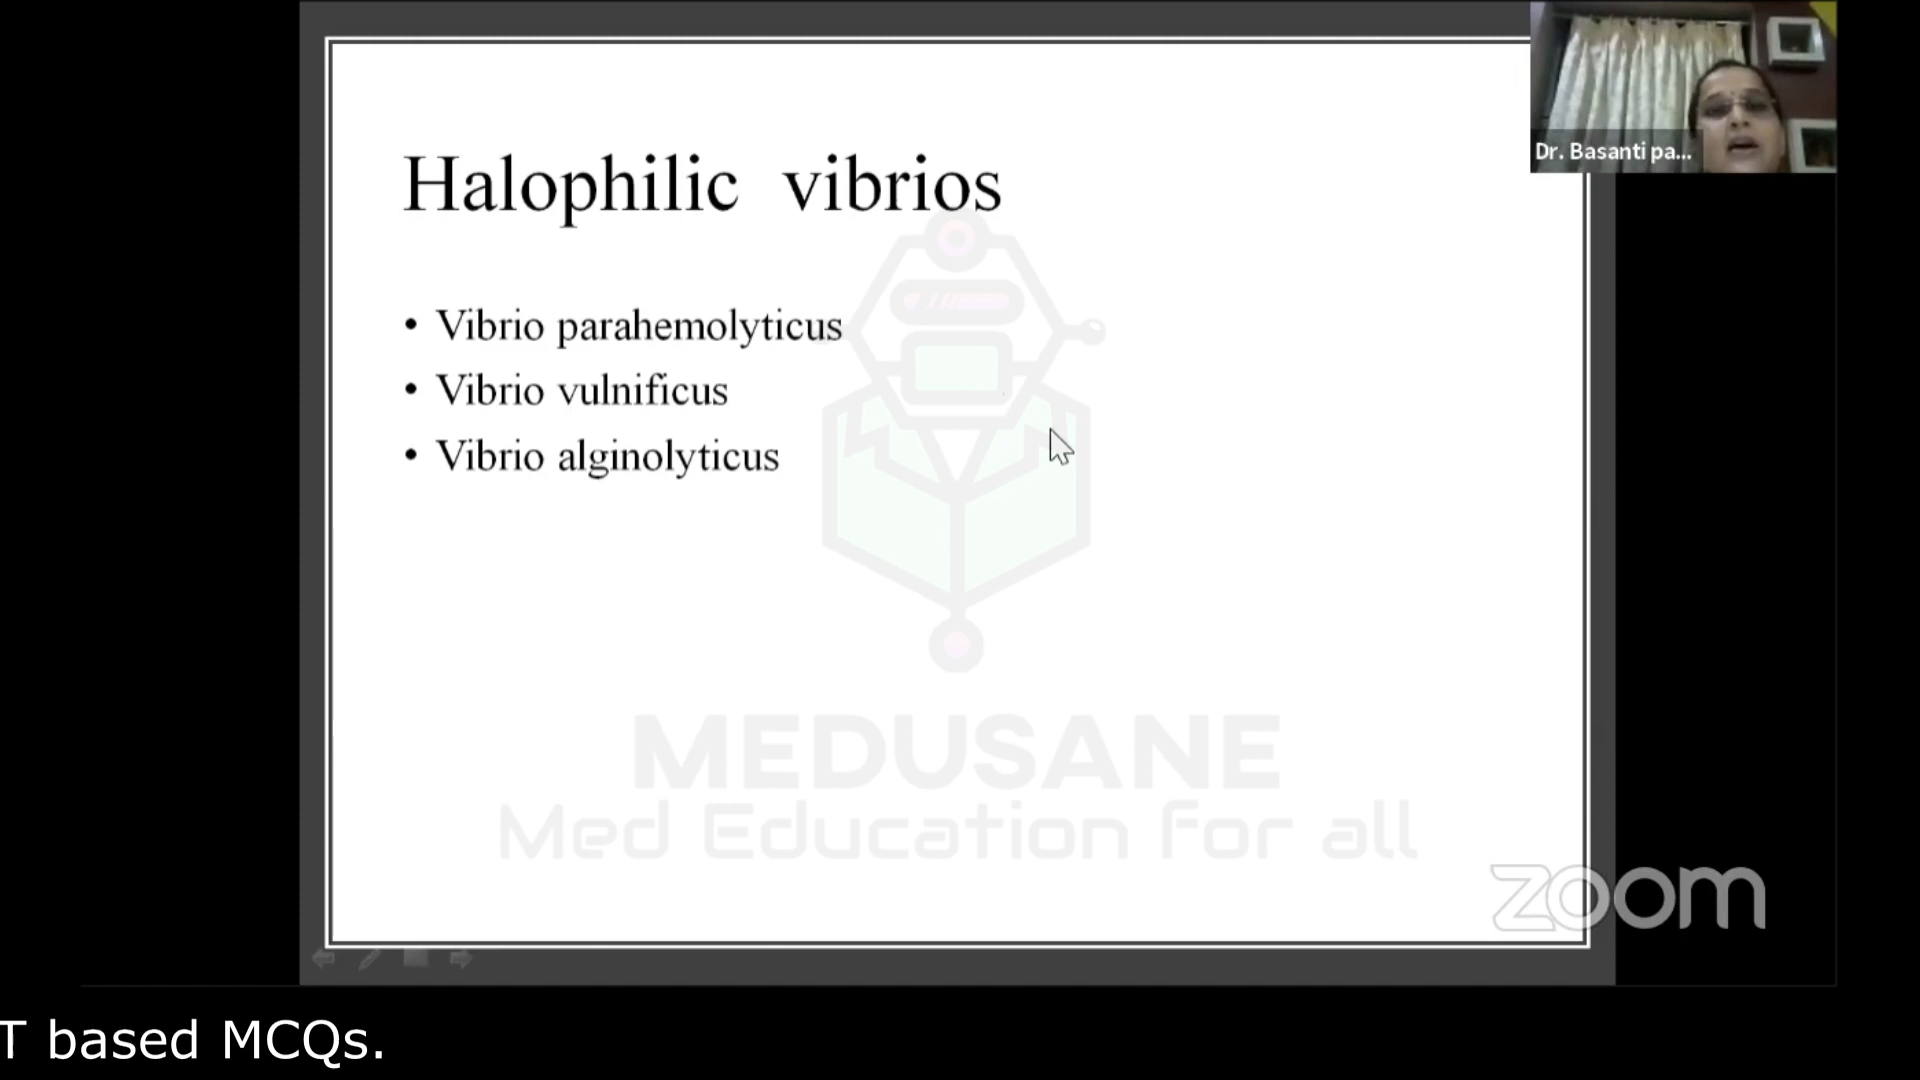 Halophilic vibrios
Dr. Basanti pa...
• Vibrio parahemolyticus
• Vibrio vulnificus
• Vibrio alginolyticus
MEDUSANE
Med Education for all
zoom
T based MCQs.